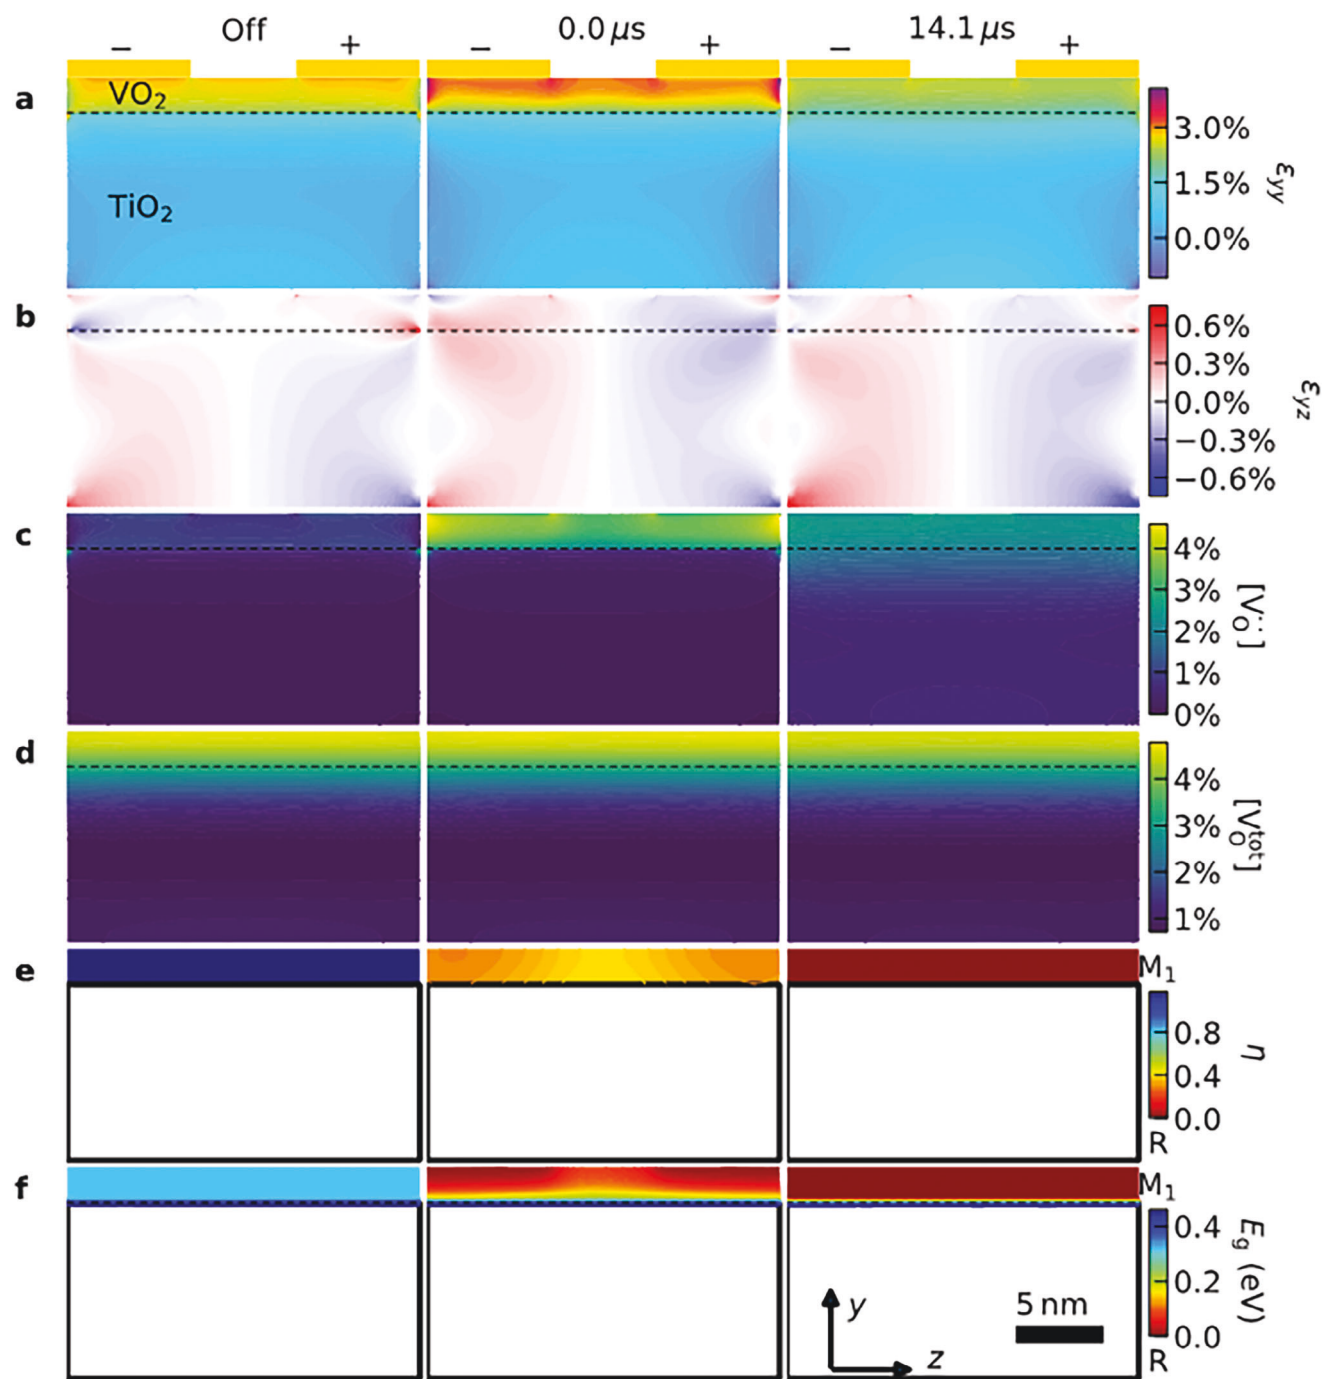 Off 0.0 µs 14.1 µs
− + − + − +
a VO₂
TiO₂
3.0%
1.5%
0.0%
εyy
b
0.6%
0.3%
0.0%
−0.3%
−0.6%
εyz
c
4%
3%
2%
1%
0%
[V_O^··]
d
4%
3%
2%
1%
[V_O^tot]
e M₁
0.8
0.4
0.0
η
R
f M₁
0.4
0.2
0.0
E_g (eV)
R
y
z
5 nm